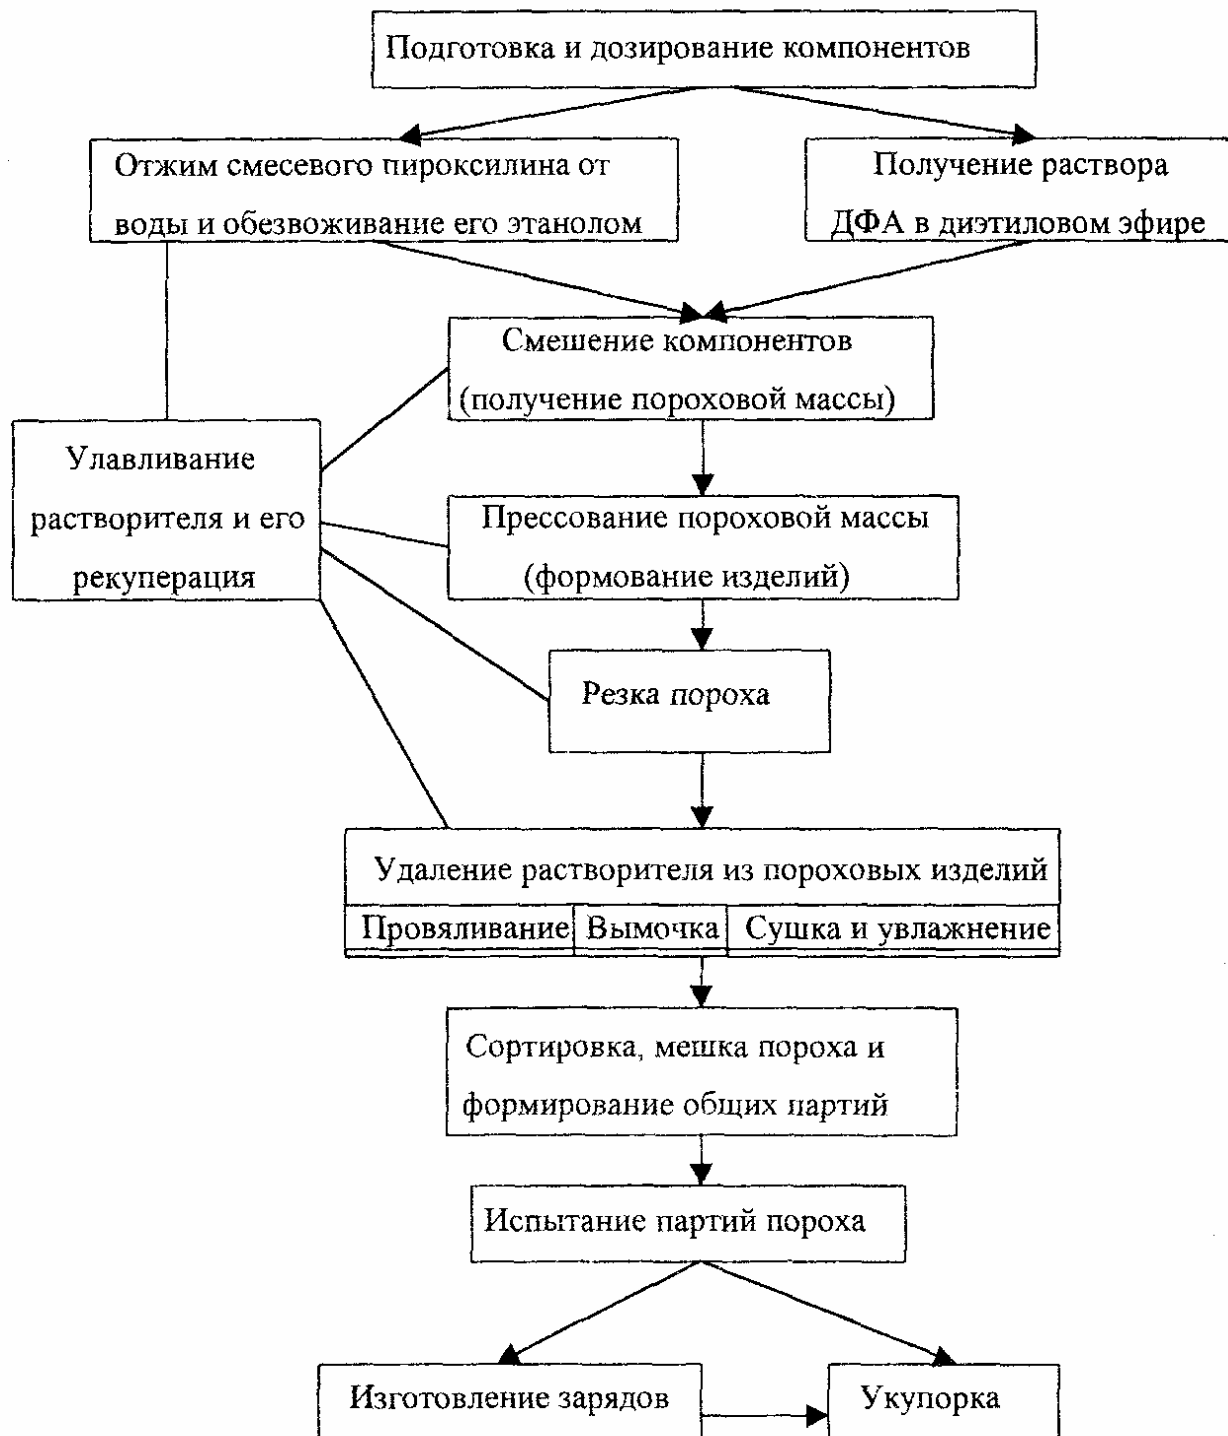 Подготовка и дозирование компонентов
Отжим смесевого пироксилина от
воды и обезвоживание его этанолом
Получение раствора
ДФА в диэтиловом эфире
Смешение компонентов
(получение пороховой массы)
Улавливание
растворителя и его
рекуперация
Прессование пороховой массы
(формование изделий)
Резка пороха
Удаление растворителя из пороховых изделий
Провяливание Вымочка Сушка и увлажнение
Сортировка, мешка пороха и
формирование общих партий
Испытание партий пороха
Изготовление зарядов
Укупорка